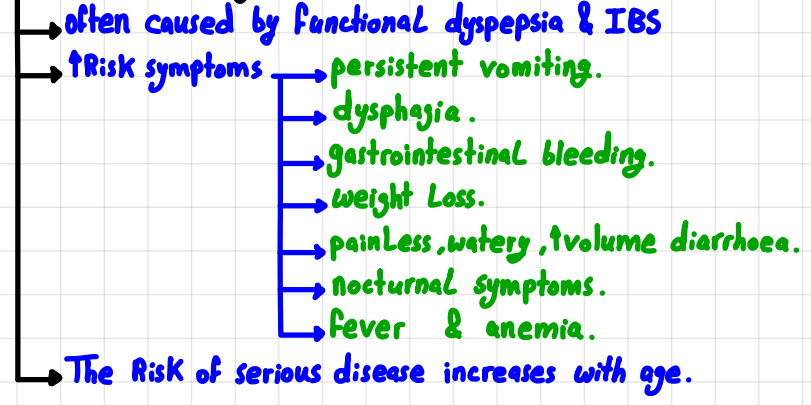 often caused by functional dyspepsia & IBS
↑Risk symptoms → persistent vomiting.
dysphagia.
gastrointestinal bleeding.
weight Loss.
painLess, watery, ↑volume diarrhoea.
nocturnal symptoms.
fever & anemia.
The Risk of serious disease increases with age.